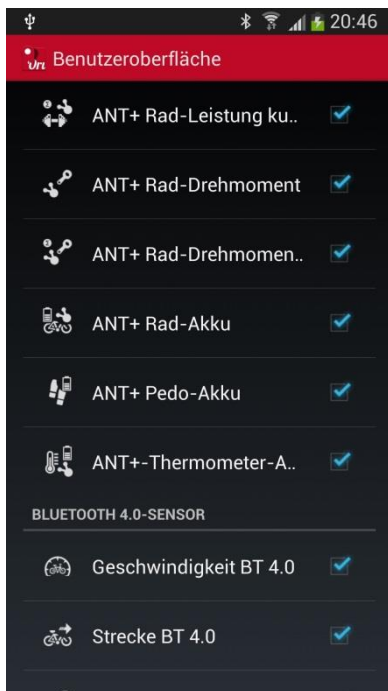 20:46
Benutzeroberfläche
ANT+ Rad-Leistung ku..
ANT+ Rad-Drehmoment
ANT+ Rad-Drehmomen..
ANT+ Rad-Akku
ANT+ Pedo-Akku
ANT+-Thermometer-A..
BLUETOOTH 4.0-SENSOR
Geschwindigkeit BT 4.0
Strecke BT 4.0